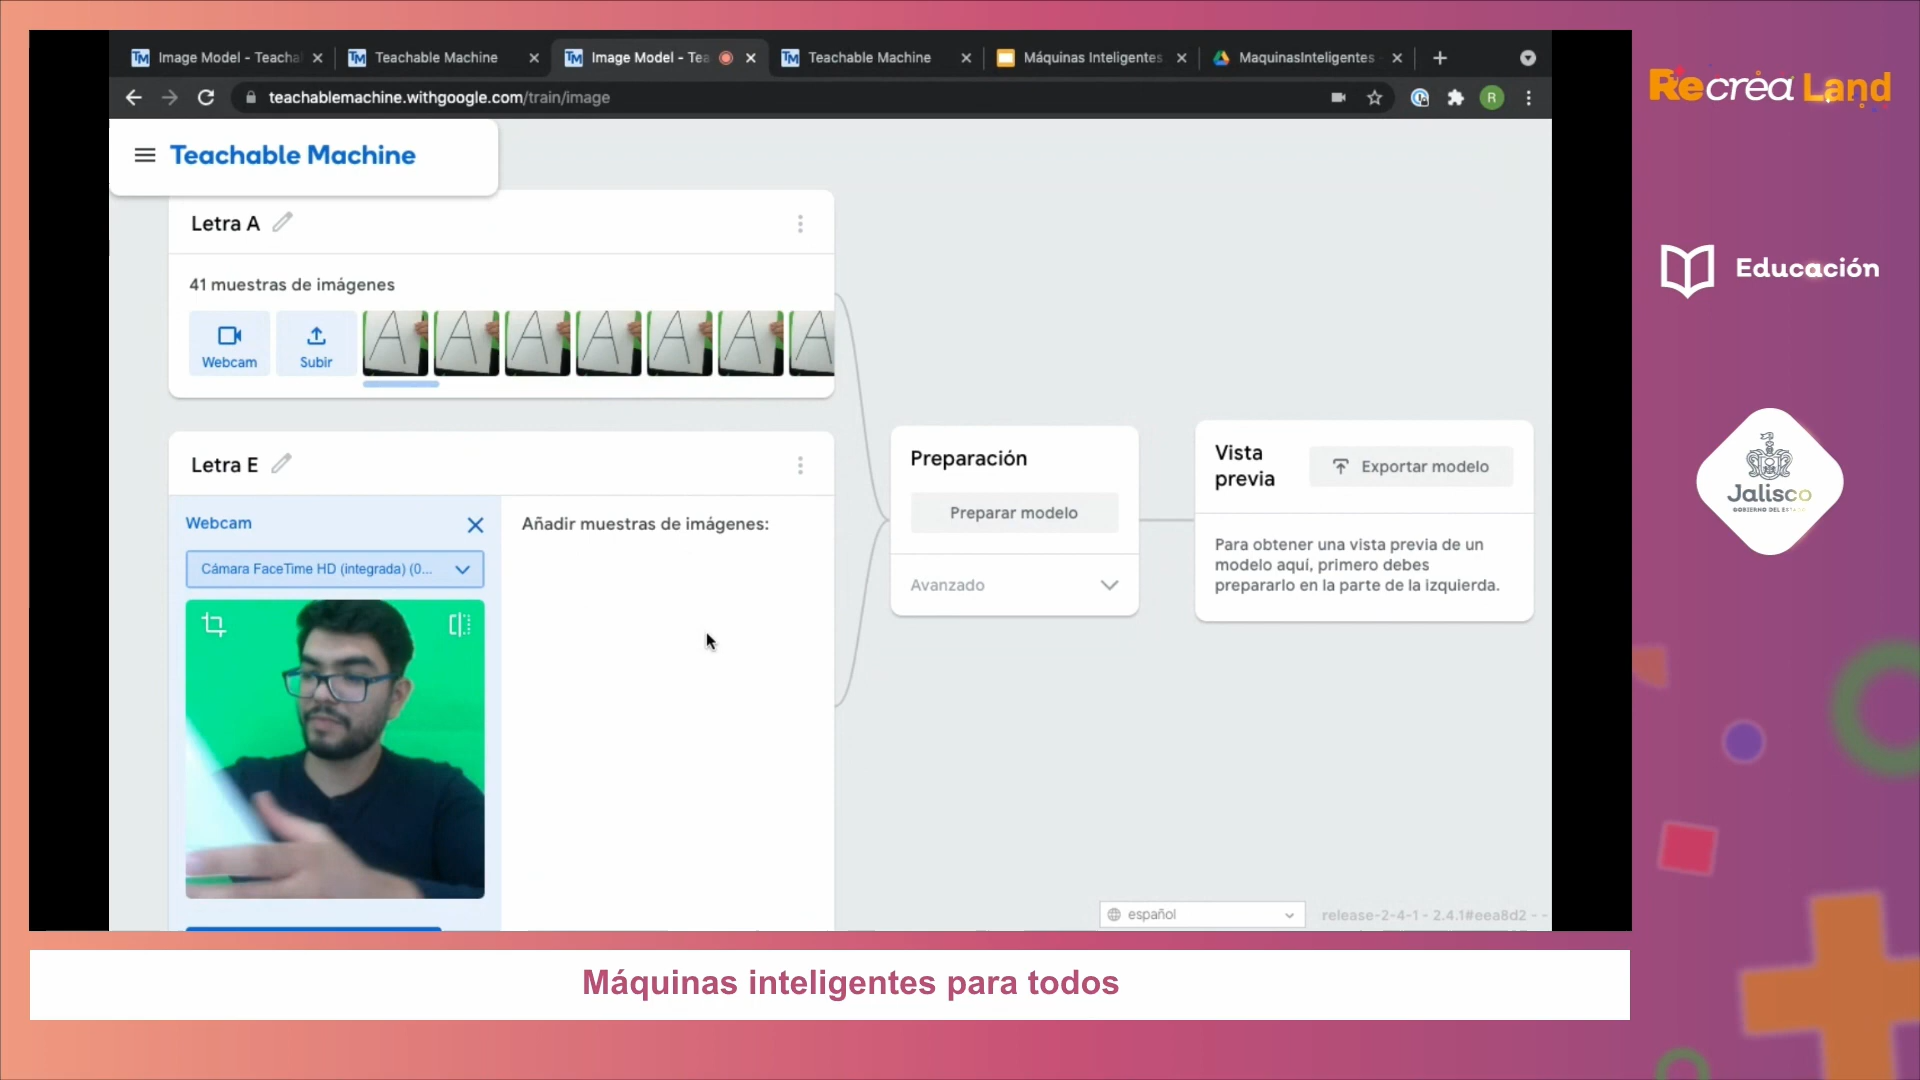 Image Model - Teacha
Teachable Machine
Image Model - Tea
Teachable Machine
Máquinas Inteligentes
MaquinasInteligentes -
teachablemachine.withgoogle.com/train/image
R
Recrea Land
Teachable Machine
Letra A
41 muestras de imágenes
Webcam
Subir
A A A A A A A
Educación
Letra E
Preparación
Vista previa
Exportar modelo
Preparar modelo
Jalisco
GOBIERNO DEL ESTADO
Webcam
Añadir muestras de imágenes:
Cámara FaceTime HD (integrada) (0...
Avanzado
Para obtener una vista previa de un
modelo aquí, primero debes
prepararlo en la parte de la izquierda.
español
release-2-4-1 - 2.4.1#eea8d2 - -
Máquinas inteligentes para todos